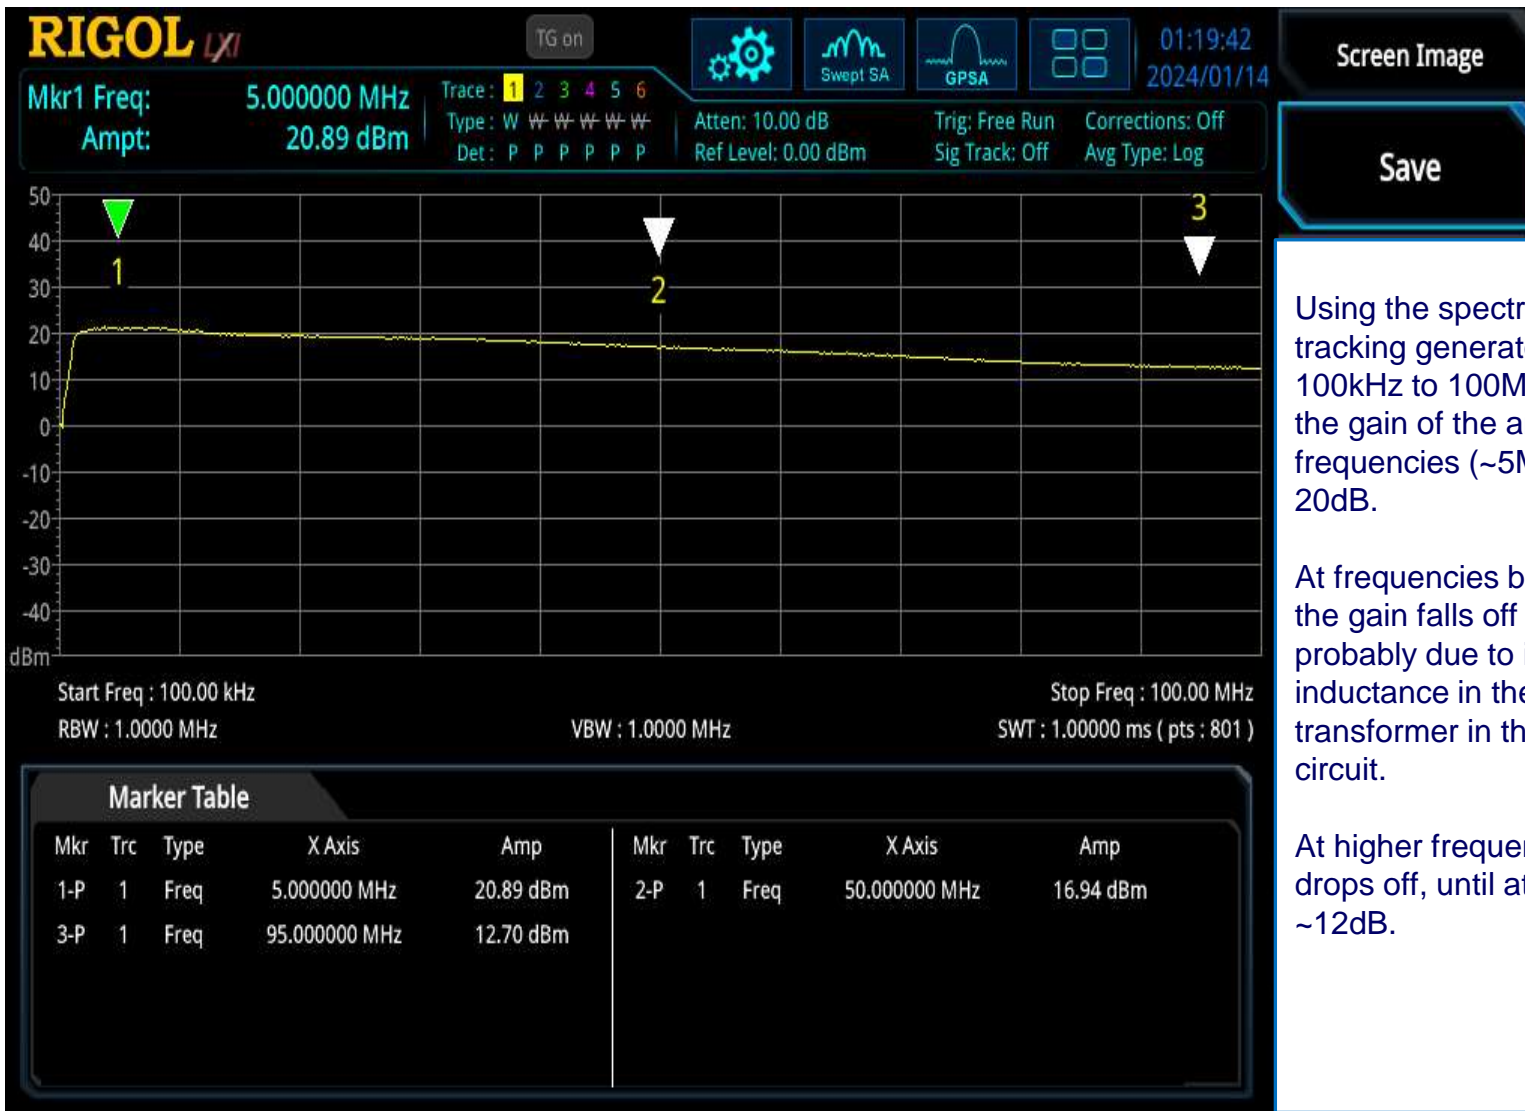 RIGOL LXI
TG on
Swept SA
GPSA
01:19:42
2024/01/14
Screen Image
Save
Mkr1 Freq: 5.000000 MHz
Ampt: 20.89 dBm
Trace: 1 2 3 4 5 6
Type: W W W W W W
Det: P P P P P P
Atten: 10.00 dB
Ref Level: 0.00 dBm
Trig: Free Run
Sig Track: Off
Corrections: Off
Avg Type: Log
50
40
30
20
10
0
-10
-20
-30
-40
dBm
1
2
3
Start Freq : 100.00 kHz
Stop Freq : 100.00 MHz
RBW : 1.0000 MHz
VBW : 1.0000 MHz
SWT : 1.00000 ms ( pts : 801 )
Marker Table
Mkr Trc Type X Axis Amp
1-P 1 Freq 5.000000 MHz 20.89 dBm
3-P 1 Freq 95.000000 MHz 12.70 dBm
Mkr Trc Type X Axis Amp
2-P 1 Freq 50.000000 MHz 16.94 dBm
Using the spectr
tracking generat
100kHz to 100M
the gain of the a
frequencies (~5M
20dB.
At frequencies b
the gain falls off
probably due to
inductance in the
transformer in th
circuit.
At higher freque
drops off, until at
~12dB.